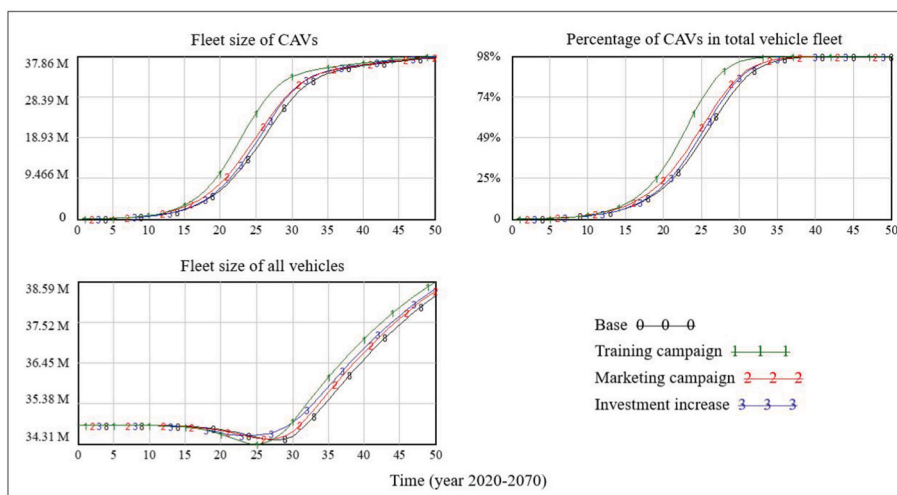 Fleet size of CAVs
37.86 M
28.39 M
18.93 M
9.466 M
0
0 5 10 15 20 25 30 35 40 45 50
Percentage of CAVs in total vehicle fleet
98%
74%
49%
25%
0
0 5 10 15 20 25 30 35 40 45 50
Fleet size of all vehicles
38.59 M
37.52 M
36.45 M
35.38 M
34.31 M
0 5 10 15 20 25 30 35 40 45 50
Base 0 0 0
Training campaign 1 1 1
Marketing campaign 2 2 2
Investment increase 3 3 3
Time (year 2020-2070)